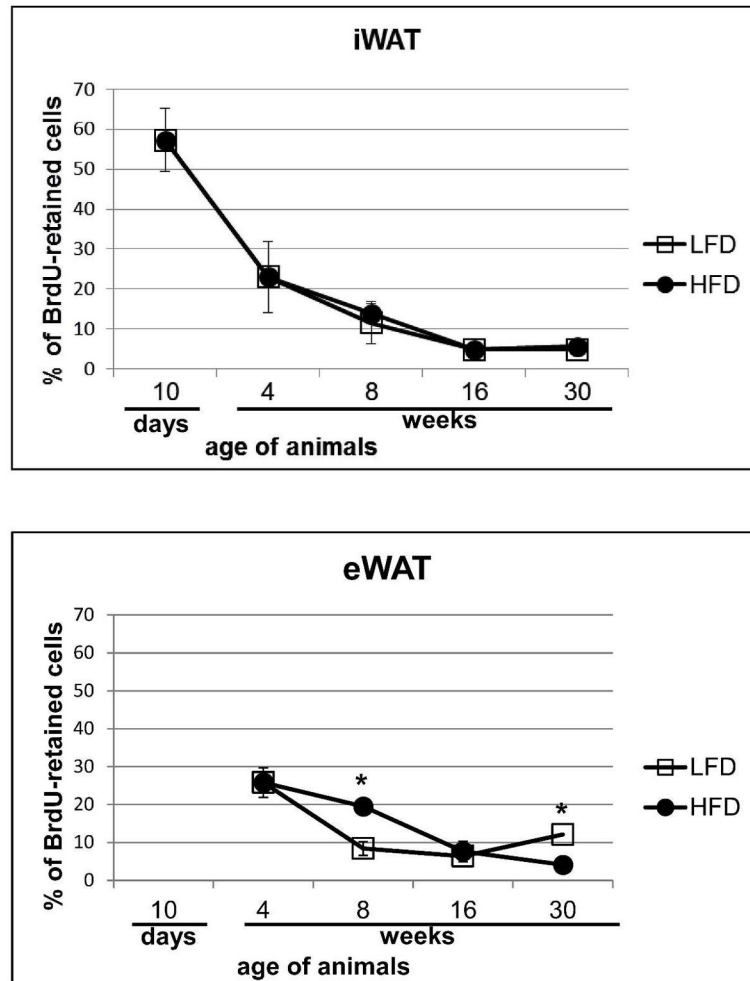 iWAT
% of BrdU-retained cells
70
60
50
40
30
20
10
0
LFD
HFD
10 4 8 16 30
days weeks
age of animals
eWAT
% of BrdU-retained cells
70
60
50
40
30
20
10
0
* *
LFD
HFD
10 4 8 16 30
days weeks
age of animals